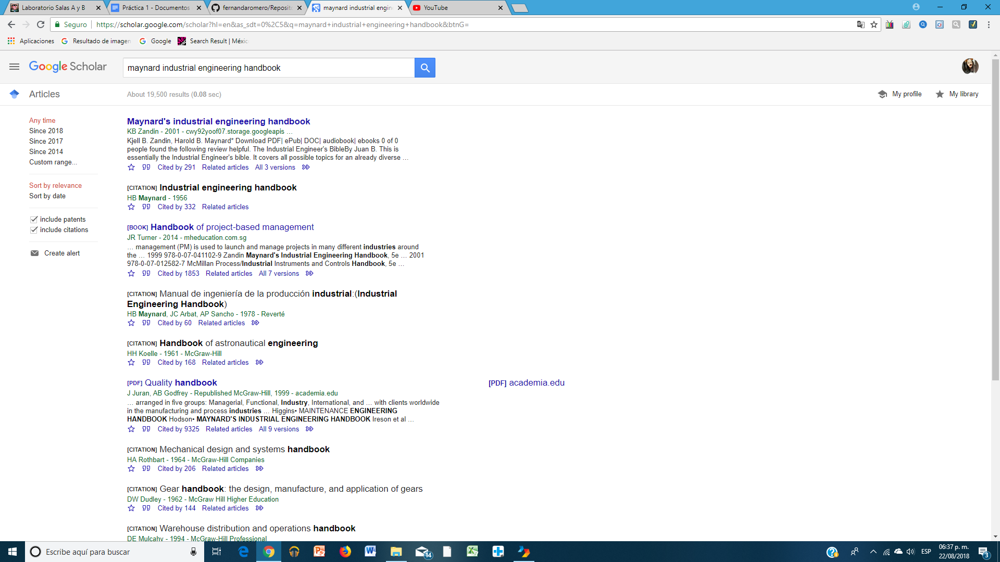 Laboratorio Salas A y B
Práctica 1 - Documentos
fernandaromero/Reposito
maynard industrial engin
YouTube
Seguro
https://scholar.google.com/scholar?hl=en&as_sdt=0%2C5&q=maynard+industrial+engineering+handbook&btnG=
Aplicaciones
Resultado de imagen
Google
Search Result | Méxic
Google Scholar
maynard industrial engineering handbook
Articles
About 19,500 results (0.08 sec)
My profile
My library
Any time
Since 2018
Since 2017
Since 2014
Custom range...
Sort by relevance
Sort by date
include patents
include citations
Create alert
Maynard's industrial engineering handbook
KB Zandin - 2001 - cwy92yoof07.storage.googleapis …
Kjell B. Zandin, Harold B. Maynard* Download PDF| ePub| DOC| audiobook| ebooks 0 of 0
people found the following review helpful. The Industrial Engineer's BibleBy Juan B. This is
essentially the Industrial Engineer's bible. It covers all possible topics for an already diverse …
Cited by 291 Related articles All 3 versions
[CITATION] Industrial engineering handbook
HB Maynard - 1956
Cited by 332 Related articles
[BOOK] Handbook of project-based management
JR Turner - 2014 - mheducation.com.sg
… management (PM) is used to launch and manage projects in many different industries around
the … 1999 978-0-07-041102-9 Zandin Maynard's Industrial Engineering Handbook, 5e … 2001
978-0-07-012582-7 McMillan Process/Industrial Instruments and Controls Handbook, 5e …
Cited by 1853 Related articles All 7 versions
[CITATION] Manual de ingeniería de la producción industrial:(Industrial
Engineering Handbook)
HB Maynard, JC Arbat, AP Sancho - 1978 - Reverté
Cited by 60 Related articles
[CITATION] Handbook of astronautical engineering
HH Koelle - 1961 - McGraw-Hill
Cited by 168 Related articles
[PDF] Quality handbook
[PDF] academia.edu
J Juran, AB Godfrey - Republished McGraw-Hill, 1999 - academia.edu
… arranged in five groups: Managerial, Functional, Industry, International, and … with clients worldwide
in the manufacturing and process industries … Higgins• MAINTENANCE ENGINEERING
HANDBOOK Hodson• MAYNARD'S INDUSTRIAL ENGINEERING HANDBOOK Ireson et al …
Cited by 9325 Related articles All 9 versions
[CITATION] Mechanical design and systems handbook
HA Rothbart - 1964 - McGraw-Hill Companies
Cited by 206 Related articles
[CITATION] Gear handbook: the design, manufacture, and application of gears
DW Dudley - 1962 - McGraw Hill Higher Education
Cited by 144 Related articles
[CITATION] Warehouse distribution and operations handbook
DE Mulcahy - 1994 - McGraw-Hill Professional
Escribe aquí para buscar
14
ESP
06:37 p. m.
22/08/2018
3